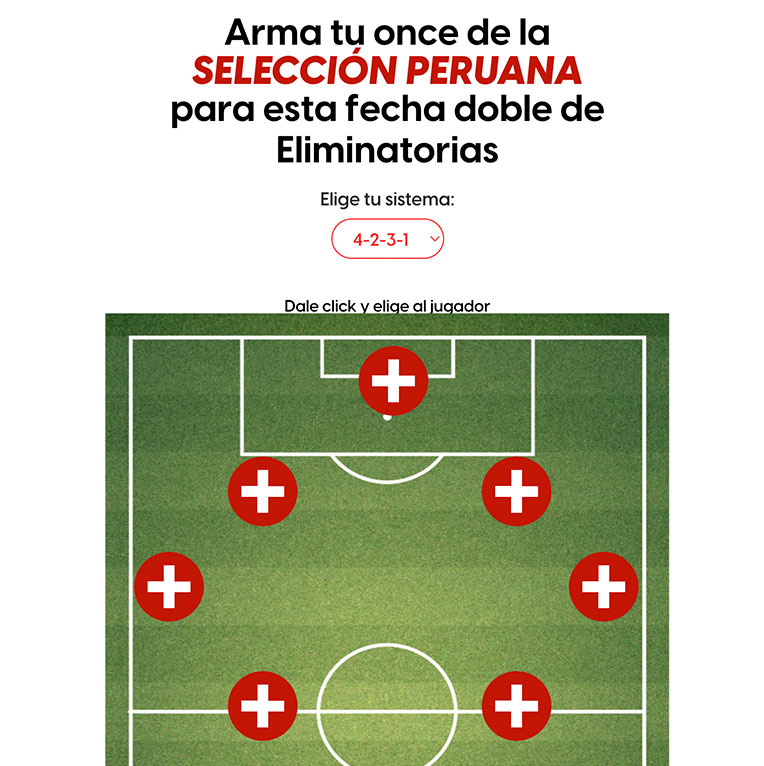 Arma tu once de la
SELECCIÓN PERUANA
para esta fecha doble de
Eliminatorias
Elige tu sistema:
4-2-3-1
Dale click y elige al jugador